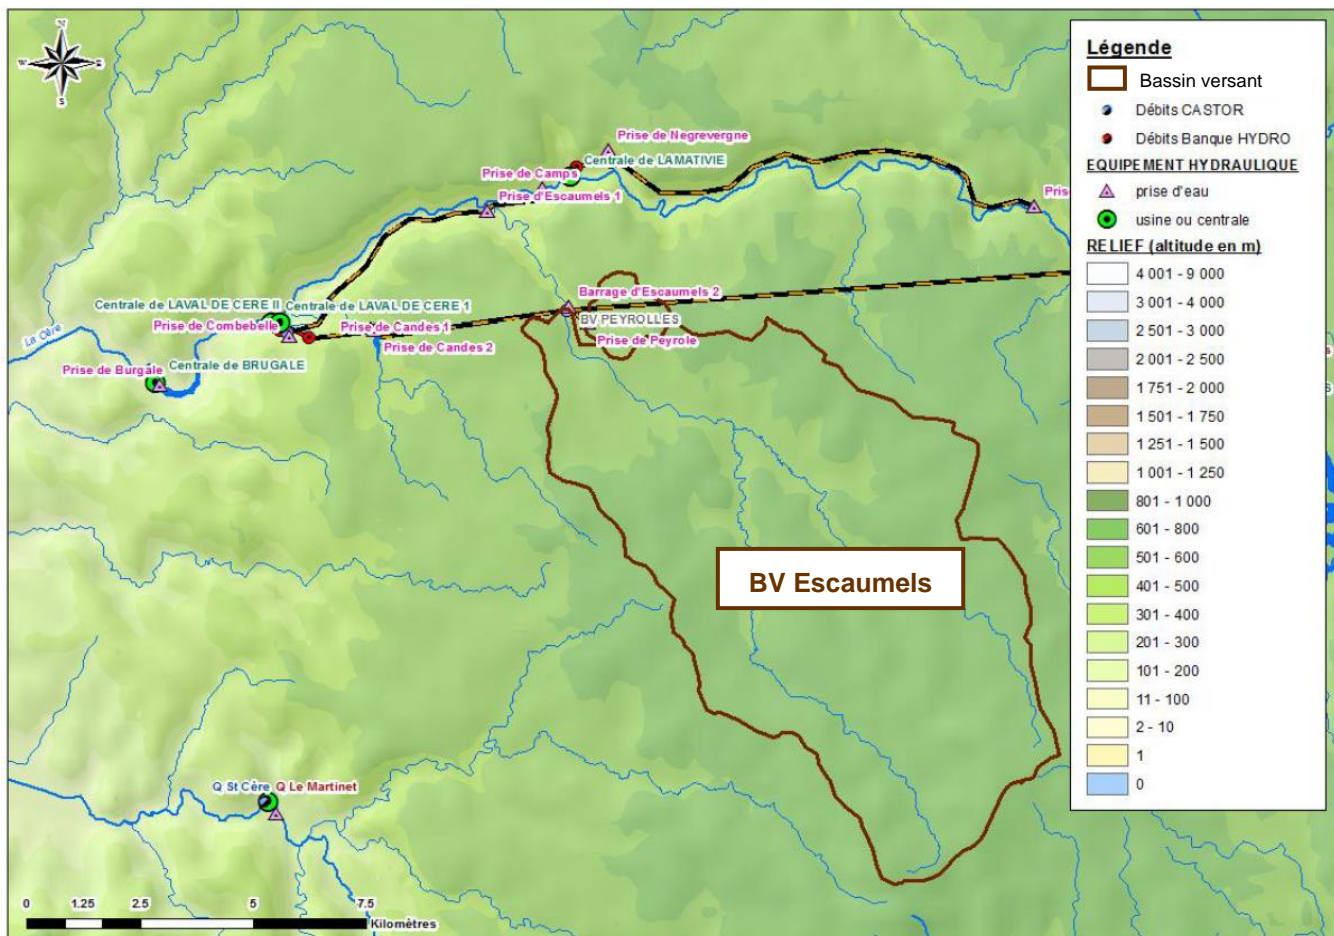 N
W
E
S
Prise de Negrevergne
Centrale de LAMATIVIE
Prise de Camps
Prise d'Escaumels 1
Prise
Barrage d'Escaumels 2
BV PEYROLLES
Prise de Peyrole
Centrale de LAVAL DE CERE II
Centrale de LAVAL DE CERE 1
Prise de Combebelle
Prise de Candes 1
Prise de Candes 2
La Cère
Centrale de BRUGALE
Prise de Burgale
BV Escaumels
Q St Cère
Q Le Martinet
0
1.25
2.5
5
7.5
Kilomètres
Légende
Bassin versant
Débits CASTOR
Débits Banque HYDRO
EQUIPEMENT HYDRAULIQUE
prise d'eau
usine ou centrale
RELIEF (altitude en m)
4 001 - 9 000
3 001 - 4 000
2 501 - 3 000
2 001 - 2 500
1 751 - 2 000
1 501 - 1 750
1 251 - 1 500
1 001 - 1 250
801 - 1 000
601 - 800
501 - 600
401 - 500
301 - 400
201 - 300
101 - 200
11 - 100
2 - 10
1
0